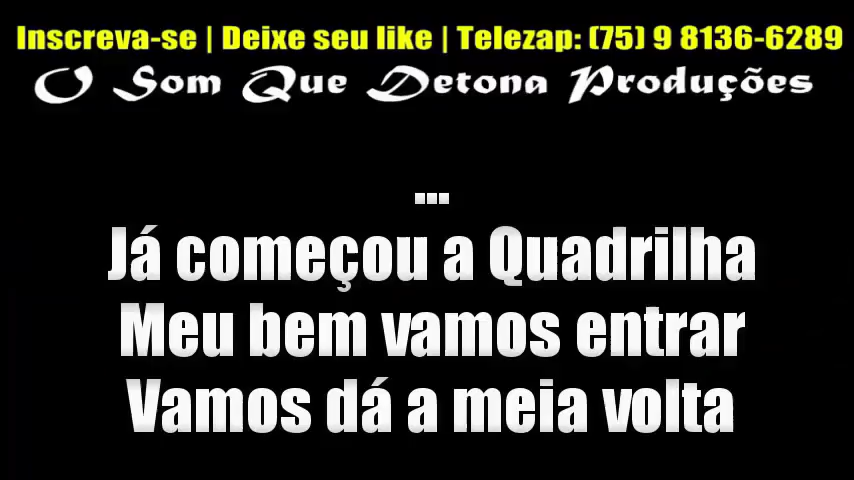 Inscreva-se | Deixe seu like | Telezap: (75) 9 8136-6289
O Som Que Detona Produções
...
Já começou a Quadrilha
Meu bem vamos entrar
Vamos dá a meia volta